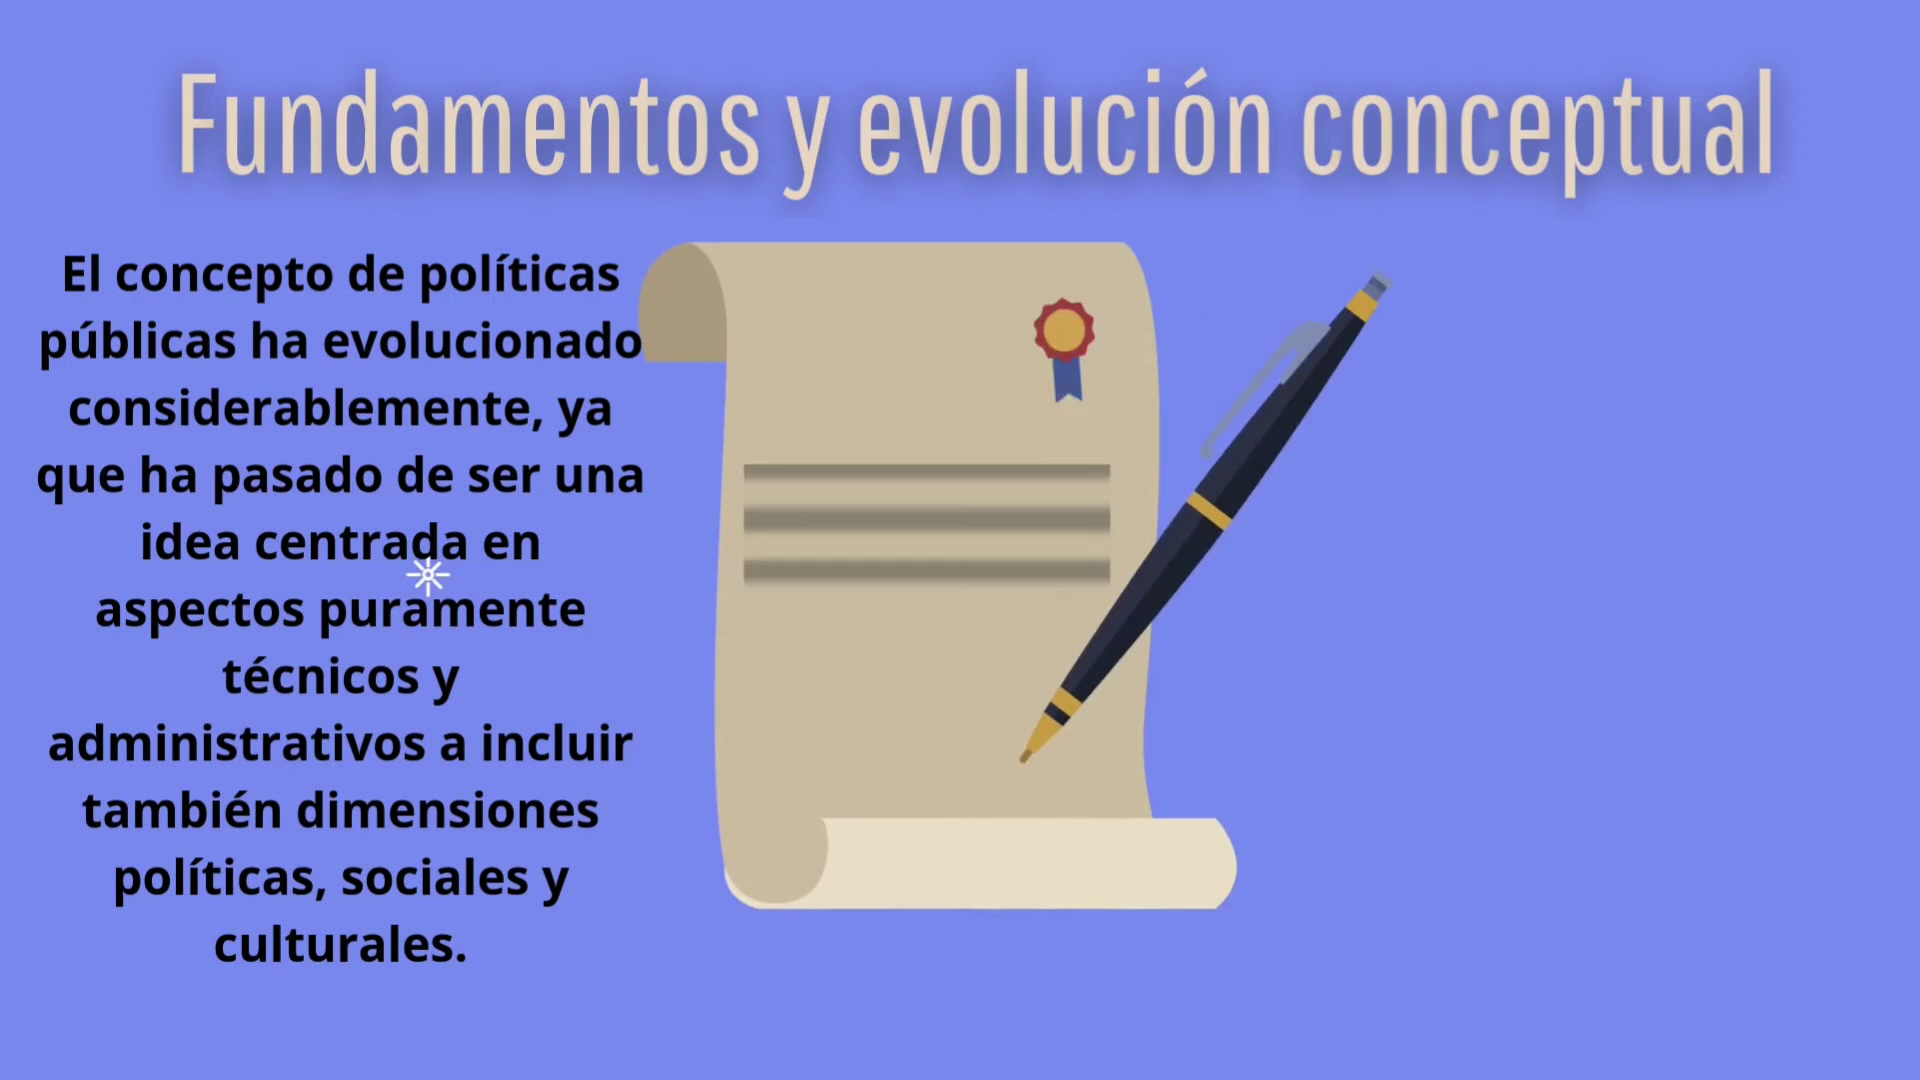 Fundamentos y evolución conceptual
El concepto de políticas
públicas ha evolucionado
considerablemente, ya
que ha pasado de ser una
idea centrada en
aspectos puramente
técnicos y
administrativos a incluir
también dimensiones
políticas, sociales y
culturales.